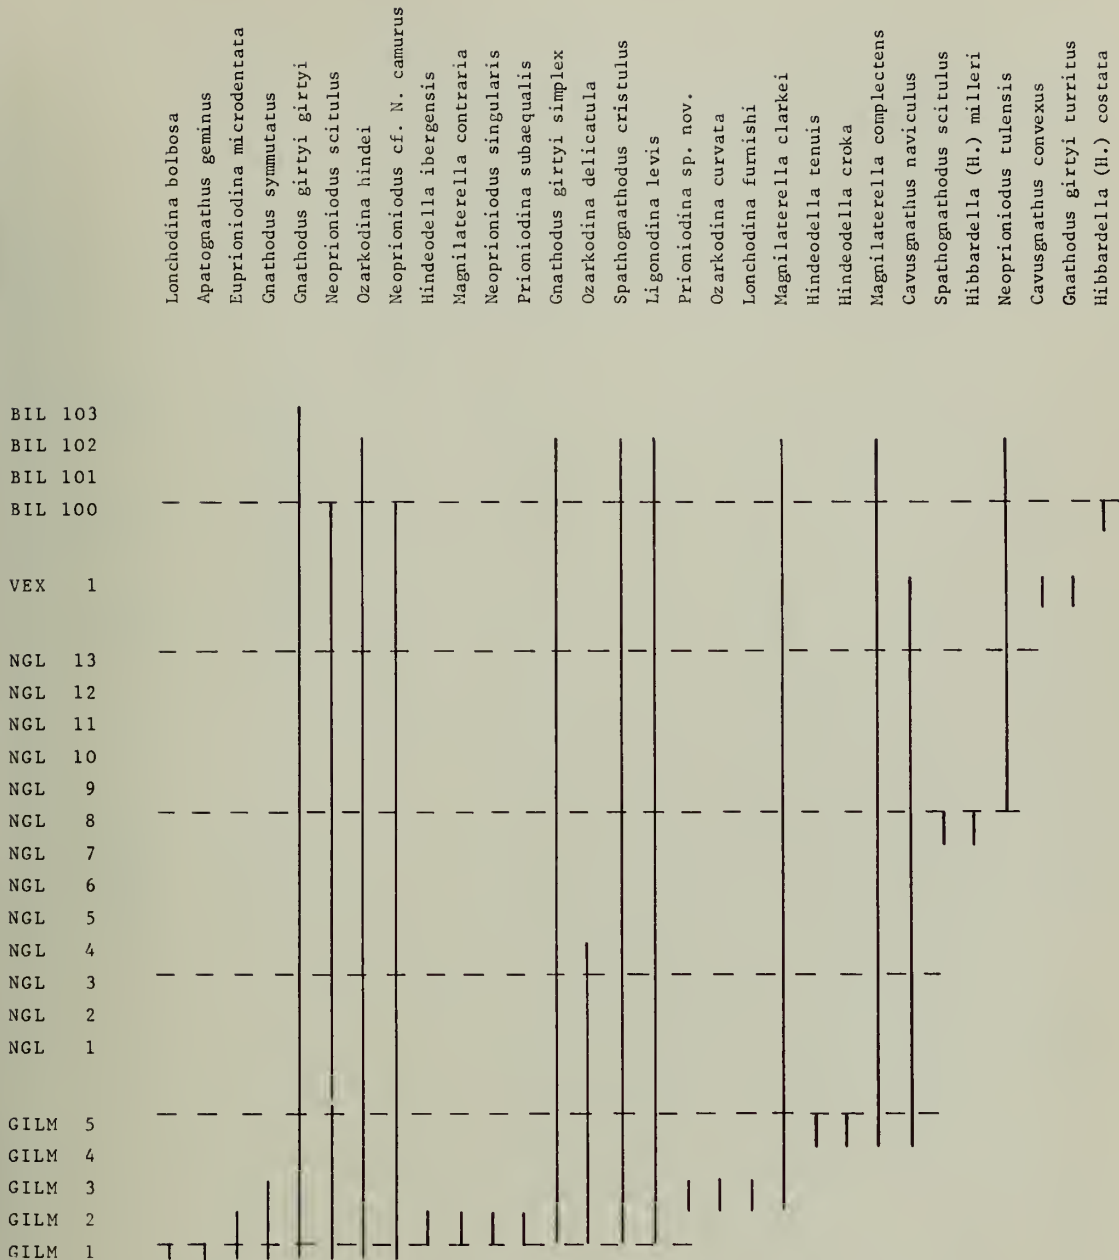 Lonchodina bolbosa
Apatognathus geminus
Euprioniodina microdentata
Gnathodus symmutatus
Gnathodus girtyi girtyi
Neoprioniodus scitulus
Ozarkodina hindei
Neoprioniodus cf. N. camurus
Hindeodella ibergensis
Magnilaterella contraria
Neoprioniodus singularis
Prioniodina subaequalis
Gnathodus girtyi simplex
Ozarkodina delicatula
Spathognathodus cristulus
Ligonodina levis
Prioniodina sp. nov.
Ozarkodina curvata
Lonchodina furnishi
Magnilaterella clarkei
Hindeodella tenuis
Hindeodella croka
Magnilaterella complectens
Cavusgnathus naviculus
Spathognathodus scitulus
Hibbardella (H.) milleri
Neoprioniodus tulensis
Cavusgnathus convexus
Gnathodus girtyi turritus
Hibbardella (H.) costata
BIL 103
BIL 102
BIL 101
BIL 100
VEX 1
NGL 13
NGL 12
NGL 11
NGL 10
NGL 9
NGL 8
NGL 7
NGL 6
NGL 5
NGL 4
NGL 3
NGL 2
NGL 1
GILM 5
GILM 4
GILM 3
GILM 2
GILM 1